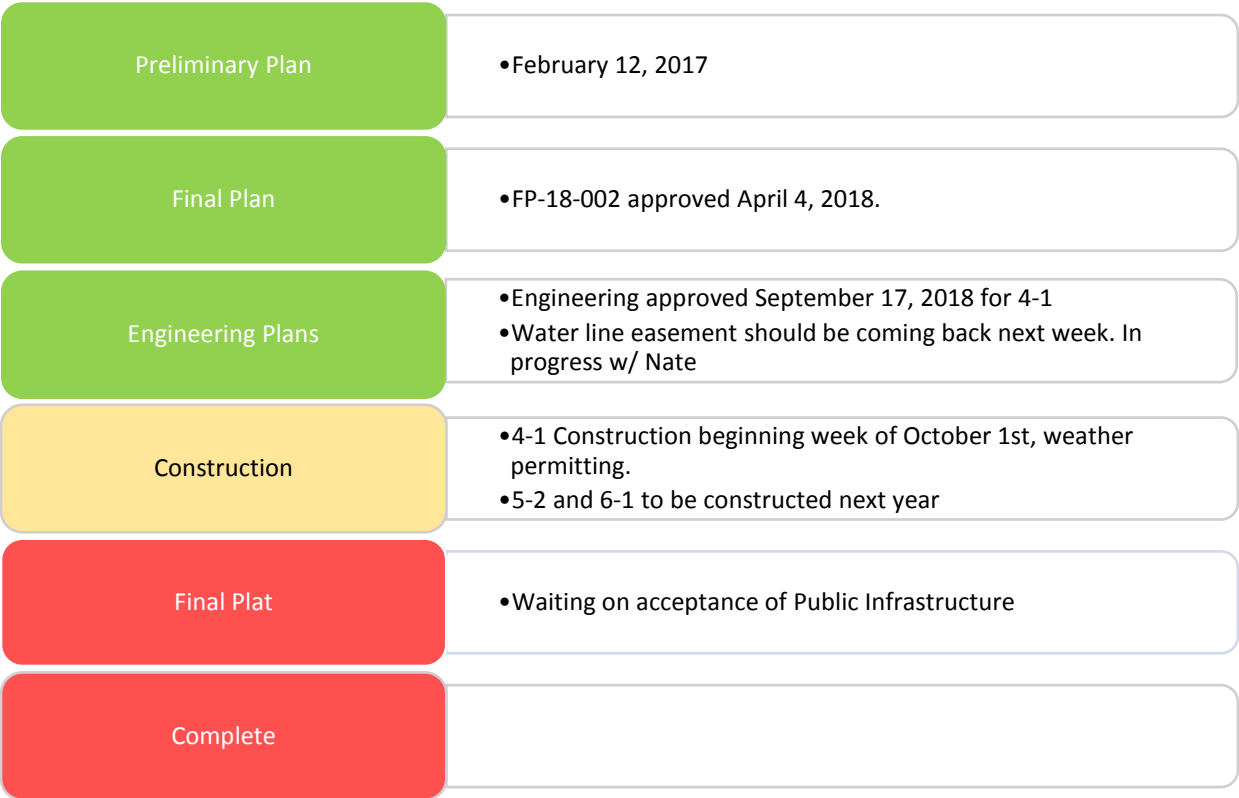 Preliminary Plan
•February 12, 2017
Final Plan
•FP-18-002 approved April 4, 2018.
Engineering Plans
•Engineering approved September 17, 2018 for 4-1
•Water line easement should be coming back next week. In
progress w/ Nate
Construction
•4-1 Construction beginning week of October 1st, weather
permitting.
•5-2 and 6-1 to be constructed next year
Final Plat
•Waiting on acceptance of Public Infrastructure
Complete